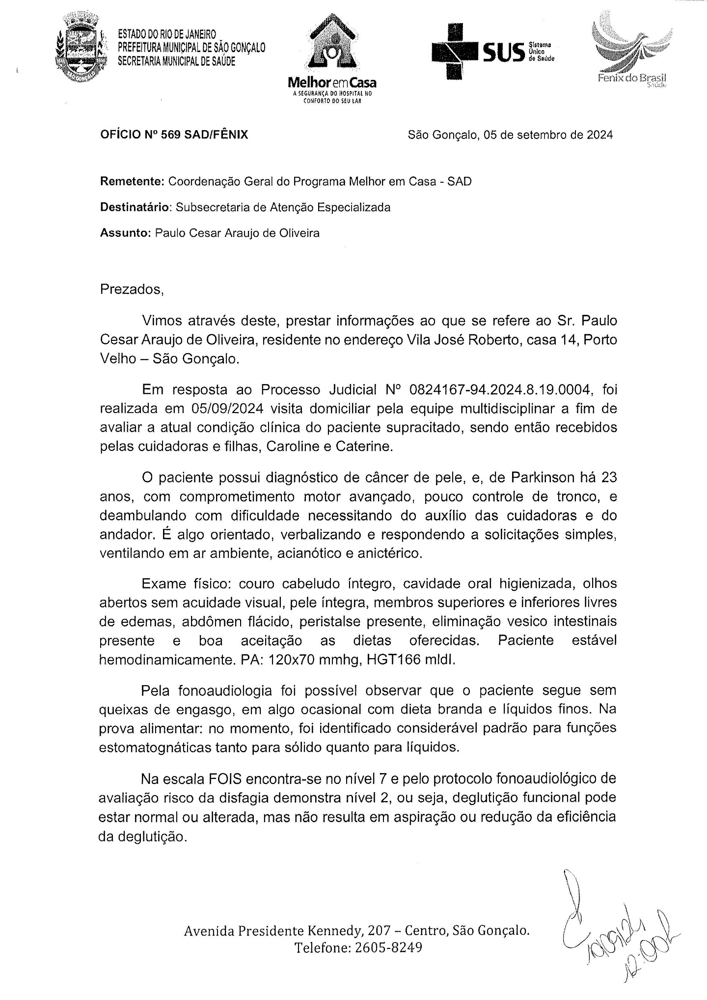 ESTADO DO RIO DE JANEIRO
PREFEITURA MUNICIPAL DE SÃO GONÇALO
SECRETARIA MUNICIPAL DE SAÚDE
SÃO GONÇALO
Melhor em Casa
A SEGURANÇA DO HOSPITAL NO
CONFORTO DO SEU LAR
SUS
Sistema
Único
de Saúde
Fenix do Brasil
Saúde
OFÍCIO Nº 569 SAD/FÊNIX São Gonçalo, 05 de setembro de 2024
Remetente: Coordenação Geral do Programa Melhor em Casa - SAD
Destinatário: Subsecretaria de Atenção Especializada
Assunto: Paulo Cesar Araujo de Oliveira
Prezados,
Vimos através deste, prestar informações ao que se refere ao Sr. Paulo
Cesar Araujo de Oliveira, residente no endereço Vila José Roberto, casa 14, Porto
Velho – São Gonçalo.
Em resposta ao Processo Judicial Nº 0824167-94.2024.8.19.0004, foi
realizada em 05/09/2024 visita domiciliar pela equipe multidisciplinar a fim de
avaliar a atual condição clínica do paciente supracitado, sendo então recebidos
pelas cuidadoras e filhas, Caroline e Caterine.
O paciente possui diagnóstico de câncer de pele, e, de Parkinson há 23
anos, com comprometimento motor avançado, pouco controle de tronco, e
deambulando com dificuldade necessitando do auxílio das cuidadoras e do
andador. É algo orientado, verbalizando e respondendo a solicitações simples,
ventilando em ar ambiente, acianótico e anictérico.
Exame físico: couro cabeludo íntegro, cavidade oral higienizada, olhos
abertos sem acuidade visual, pele íntegra, membros superiores e inferiores livres
de edemas, abdômen flácido, peristalse presente, eliminação vesico intestinais
presente e boa aceitação as dietas oferecidas. Paciente estável
hemodinamicamente. PA: 120x70 mmhg, HGT166 mldl.
Pela fonoaudiologia foi possível observar que o paciente segue sem
queixas de engasgo, em algo ocasional com dieta branda e líquidos finos. Na
prova alimentar: no momento, foi identificado considerável padrão para funções
estomatognáticas tanto para sólido quanto para líquidos.
Na escala FOIS encontra-se no nível 7 e pelo protocolo fonoaudiológico de
avaliação risco da disfagia demonstra nível 2, ou seja, deglutição funcional pode
estar normal ou alterada, mas não resulta em aspiração ou redução da eficiência
da deglutição.
Avenida Presidente Kennedy, 207 – Centro, São Gonçalo.
Telefone: 2605-8249